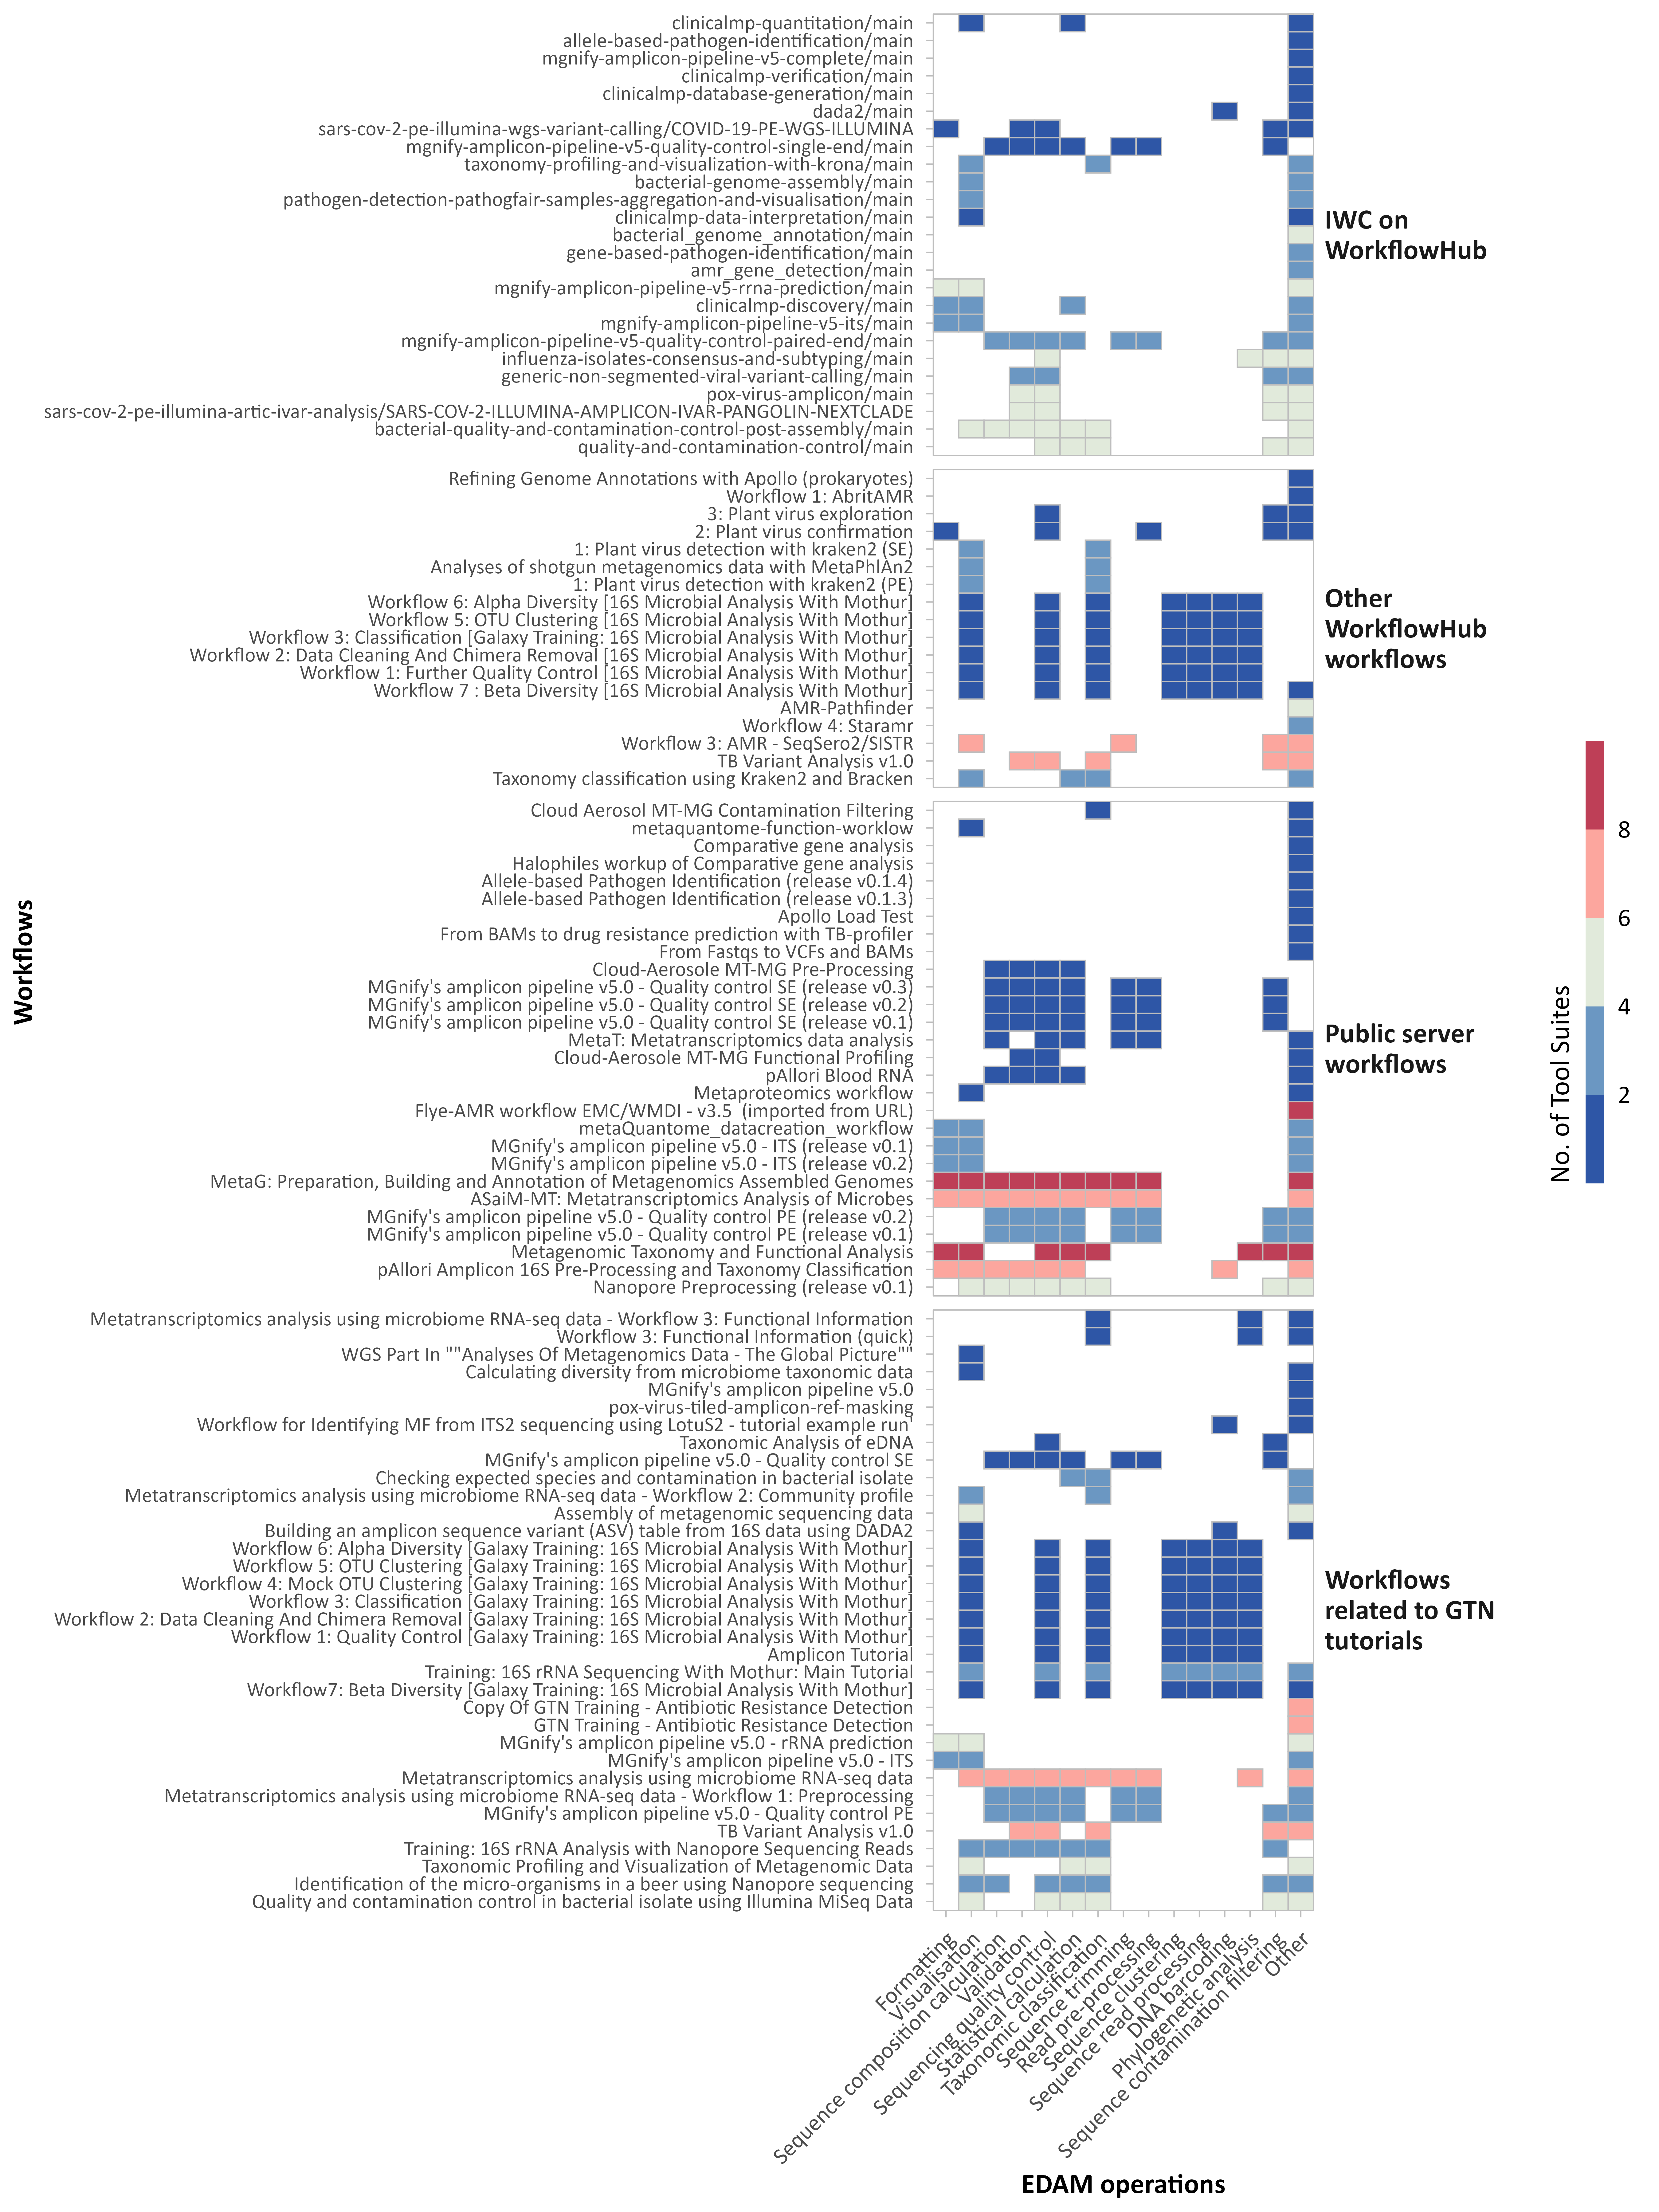 clinicalmp-quantitation/main
allele-based-pathogen-identification/main
mgnify-amplicon-pipeline-v5-complete/main
clinicalmp-verification/main
clinicalmp-database-generation/main
dada2/main
sars-cov-2-pe-illumina-wgs-variant-calling/COVID-19-PE-WGS-ILLUMINA
mgnify-amplicon-pipeline-v5-quality-control-single-end/main
taxonomy-profiling-and-visualization-with-krona/main
bacterial-genome-assembly/main
pathogen-detection-pathogfair-samples-aggregation-and-visualisation/main
clinicalmp-data-interpretation/main
bacterial_genome_annotation/main
gene-based-pathogen-identification/main
amr_gene_detection/main
mgnify-amplicon-pipeline-v5-rrna-prediction/main
clinicalmp-discovery/main
mgnify-amplicon-pipeline-v5-its/main
mgnify-amplicon-pipeline-v5-quality-control-paired-end/main
influenza-isolates-consensus-and-subtyping/main
generic-non-segmented-viral-variant-calling/main
pox-virus-amplicon/main
sars-cov-2-pe-illumina-artic-ivar-analysis/SARS-COV-2-ILLUMINA-AMPLICON-IVAR-PANGOLIN-NEXTCLADE
bacterial-quality-and-contamination-control-post-assembly/main
quality-and-contamination-control/main
IWC on
WorkflowHub
Refining Genome Annotations with Apollo (prokaryotes)
Workflow 1: AbritAMR
3: Plant virus exploration
2: Plant virus confirmation
1: Plant virus detection with kraken2 (SE)
Analyses of shotgun metagenomics data with MetaPhlAn2
1: Plant virus detection with kraken2 (PE)
Workflow 6: Alpha Diversity [16S Microbial Analysis With Mothur]
Workflow 5: OTU Clustering [16S Microbial Analysis With Mothur]
Workflow 3: Classification [Galaxy Training: 16S Microbial Analysis With Mothur]
Workflow 2: Data Cleaning And Chimera Removal [16S Microbial Analysis With Mothur]
Workflow 1: Further Quality Control [16S Microbial Analysis With Mothur]
Workflow 7 : Beta Diversity [16S Microbial Analysis With Mothur]
AMR-Pathfinder
Workflow 4: Staramr
Workflow 3: AMR - SeqSero2/SISTR
TB Variant Analysis v1.0
Taxonomy classification using Kraken2 and Bracken
Other
WorkflowHub
workflows
Cloud Aerosol MT-MG Contamination Filtering
metaquantome-function-worklow
Comparative gene analysis
Halophiles workup of Comparative gene analysis
Allele-based Pathogen Identification (release v0.1.4)
Allele-based Pathogen Identification (release v0.1.3)
Apollo Load Test
From BAMs to drug resistance prediction with TB-profiler
From Fastqs to VCFs and BAMs
Cloud-Aerosole MT-MG Pre-Processing
MGnify's amplicon pipeline v5.0 - Quality control SE (release v0.3)
MGnify's amplicon pipeline v5.0 - Quality control SE (release v0.2)
MGnify's amplicon pipeline v5.0 - Quality control SE (release v0.1)
MetaT: Metatranscriptomics data analysis
Cloud-Aerosole MT-MG Functional Profiling
pAllori Blood RNA
Metaproteomics workflow
Flye-AMR workflow EMC/WMDI - v3.5  (imported from URL)
metaQuantome_datacreation_workflow
MGnify's amplicon pipeline v5.0 - ITS (release v0.1)
MGnify's amplicon pipeline v5.0 - ITS (release v0.2)
MetaG: Preparation, Building and Annotation of Metagenomics Assembled Genomes
ASaiM-MT: Metatranscriptomics Analysis of Microbes
MGnify's amplicon pipeline v5.0 - Quality control PE (release v0.2)
MGnify's amplicon pipeline v5.0 - Quality control PE (release v0.1)
Metagenomic Taxonomy and Functional Analysis
pAllori Amplicon 16S Pre-Processing and Taxonomy Classification
Nanopore Preprocessing (release v0.1)
Public server
workflows
Metatranscriptomics analysis using microbiome RNA-seq data - Workflow 3: Functional Information
Workflow 3: Functional Information (quick)
WGS Part In ""Analyses Of Metagenomics Data - The Global Picture""
Calculating diversity from microbiome taxonomic data
MGnify's amplicon pipeline v5.0
pox-virus-tiled-amplicon-ref-masking
Workflow for Identifying MF from ITS2 sequencing using LotuS2 - tutorial example run'
Taxonomic Analysis of eDNA
MGnify's amplicon pipeline v5.0 - Quality control SE
Checking expected species and contamination in bacterial isolate
Metatranscriptomics analysis using microbiome RNA-seq data - Workflow 2: Community profile
Assembly of metagenomic sequencing data
Building an amplicon sequence variant (ASV) table from 16S data using DADA2
Workflow 6: Alpha Diversity [Galaxy Training: 16S Microbial Analysis With Mothur]
Workflow 5: OTU Clustering [Galaxy Training: 16S Microbial Analysis With Mothur]
Workflow 4: Mock OTU Clustering [Galaxy Training: 16S Microbial Analysis With Mothur]
Workflow 3: Classification [Galaxy Training: 16S Microbial Analysis With Mothur]
Workflow 2: Data Cleaning And Chimera Removal [Galaxy Training: 16S Microbial Analysis With Mothur]
Workflow 1: Quality Control [Galaxy Training: 16S Microbial Analysis With Mothur]
Amplicon Tutorial
Training: 16S rRNA Sequencing With Mothur: Main Tutorial
Workflow7: Beta Diversity [Galaxy Training: 16S Microbial Analysis With Mothur]
Copy Of GTN Training - Antibiotic Resistance Detection
GTN Training - Antibiotic Resistance Detection
MGnify's amplicon pipeline v5.0 - rRNA prediction
MGnify's amplicon pipeline v5.0 - ITS
Metatranscriptomics analysis using microbiome RNA-seq data
Metatranscriptomics analysis using microbiome RNA-seq data - Workflow 1: Preprocessing
MGnify's amplicon pipeline v5.0 - Quality control PE
TB Variant Analysis v1.0
Training: 16S rRNA Analysis with Nanopore Sequencing Reads
Taxonomic Profiling and Visualization of Metagenomic Data
Identification of the micro-organisms in a beer using Nanopore sequencing
Quality and contamination control in bacterial isolate using Illumina MiSeq Data
Workflows
related to GTN
tutorials
Workflows
No. of Tool Suites
8
6
4
2
Formatting
Visualisation
Sequence composition calculation
Validation
Sequencing quality control
Statistical calculation
Taxonomic classification
Sequence trimming
Read pre-processing
Sequence clustering
Sequence read processing
DNA barcoding
Phylogenetic analysis
Sequence contamination filtering
Other
EDAM operations